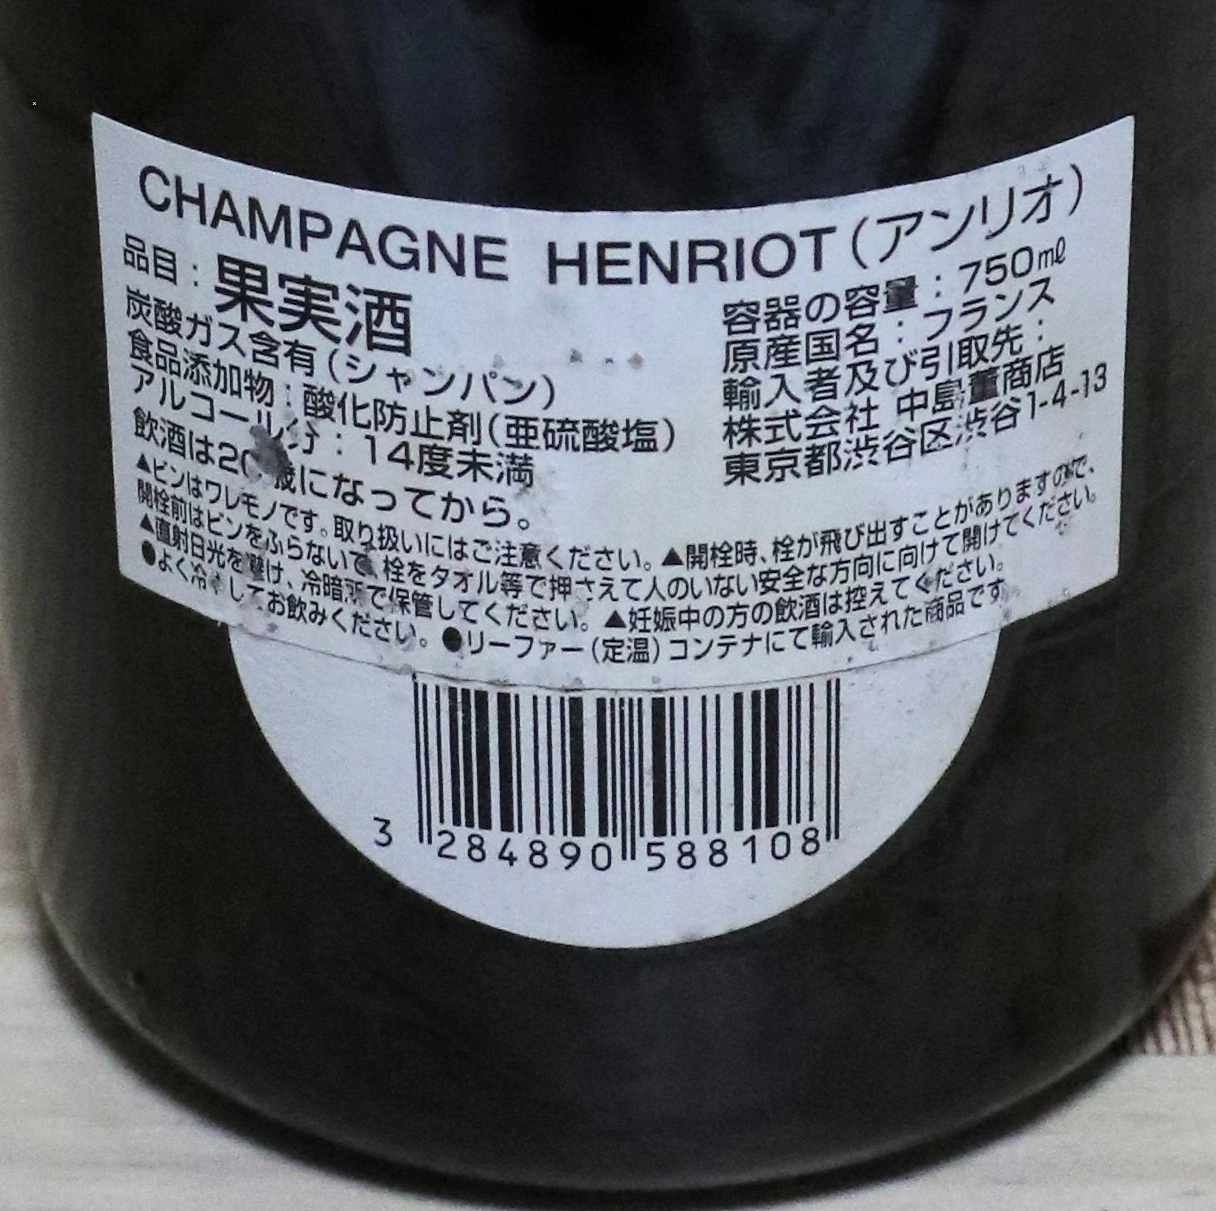 CHAMPAGNE HENRIOT(アンリオ)
品目:果実酒
炭酸ガス含有(シャンパン)
食品添加物:酸化防止剤(亜硫酸塩)
アルコール分:14度未満
飲酒は20歳になってから。
容器の容量:750mℓ
原産国名:フランス
輸入者及び引取先:
株式会社 中島董商店
東京都渋谷区渋谷1-4-13
▲ビンはワレモノです。取り扱いにはご注意ください。▲開栓時、栓が飛び出すことがありますので、
開栓前はビンをふらないで、栓をタオル等で押さえて人のいない安全な方向に向けて開けてください。
▲直射日光を避け、冷暗所で保管してください。▲妊娠中の方の飲酒は控えてください。
●よく冷やしてお飲みください。●リーファー(定温)コンテナにて輸入された商品です
3 284890 588108